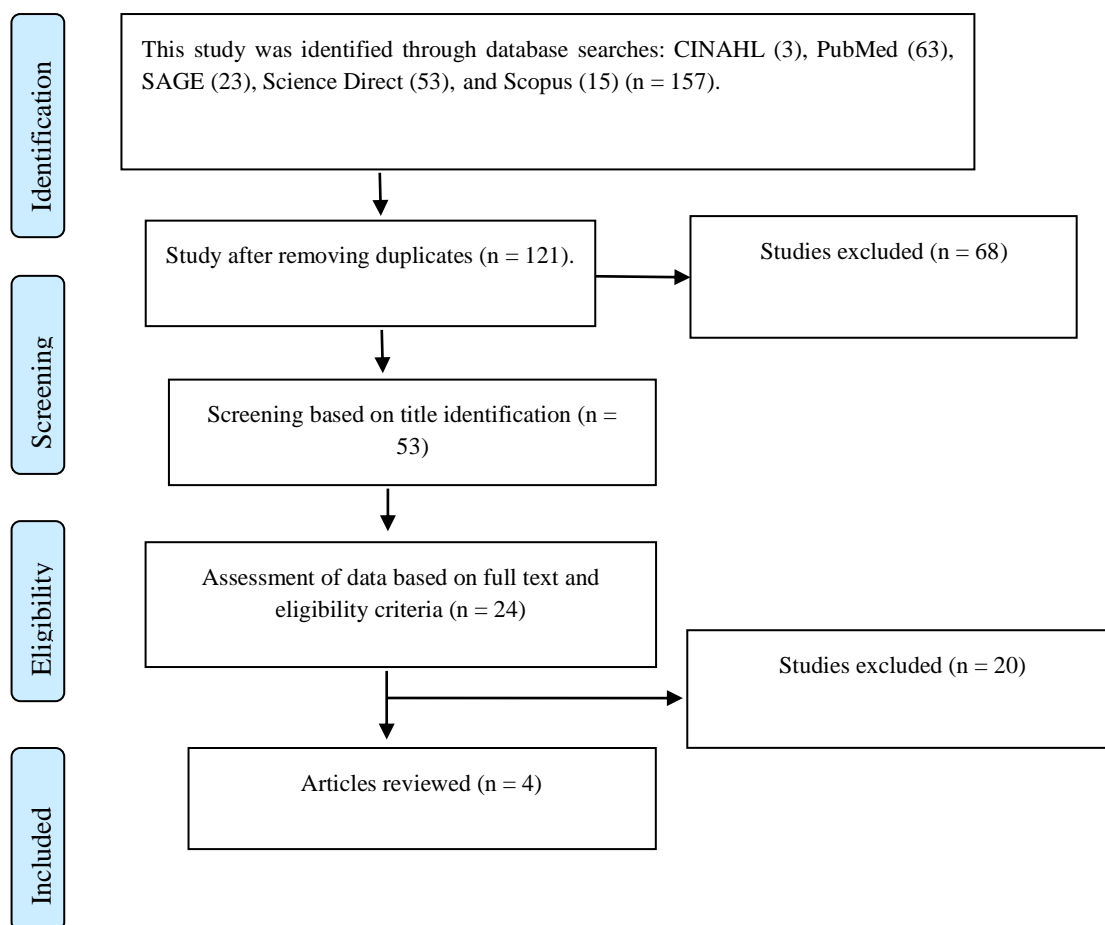 Identification
This study was identified through database searches: CINAHL (3), PubMed (63),
SAGE (23), Science Direct (53), and Scopus (15) (n = 157).
Study after removing duplicates (n = 121).
Studies excluded (n = 68)
Screening
Screening based on title identification (n =
53)
Eligibility
Assessment of data based on full text and
eligibility criteria (n = 24)
Studies excluded (n = 20)
Included
Articles reviewed (n = 4)